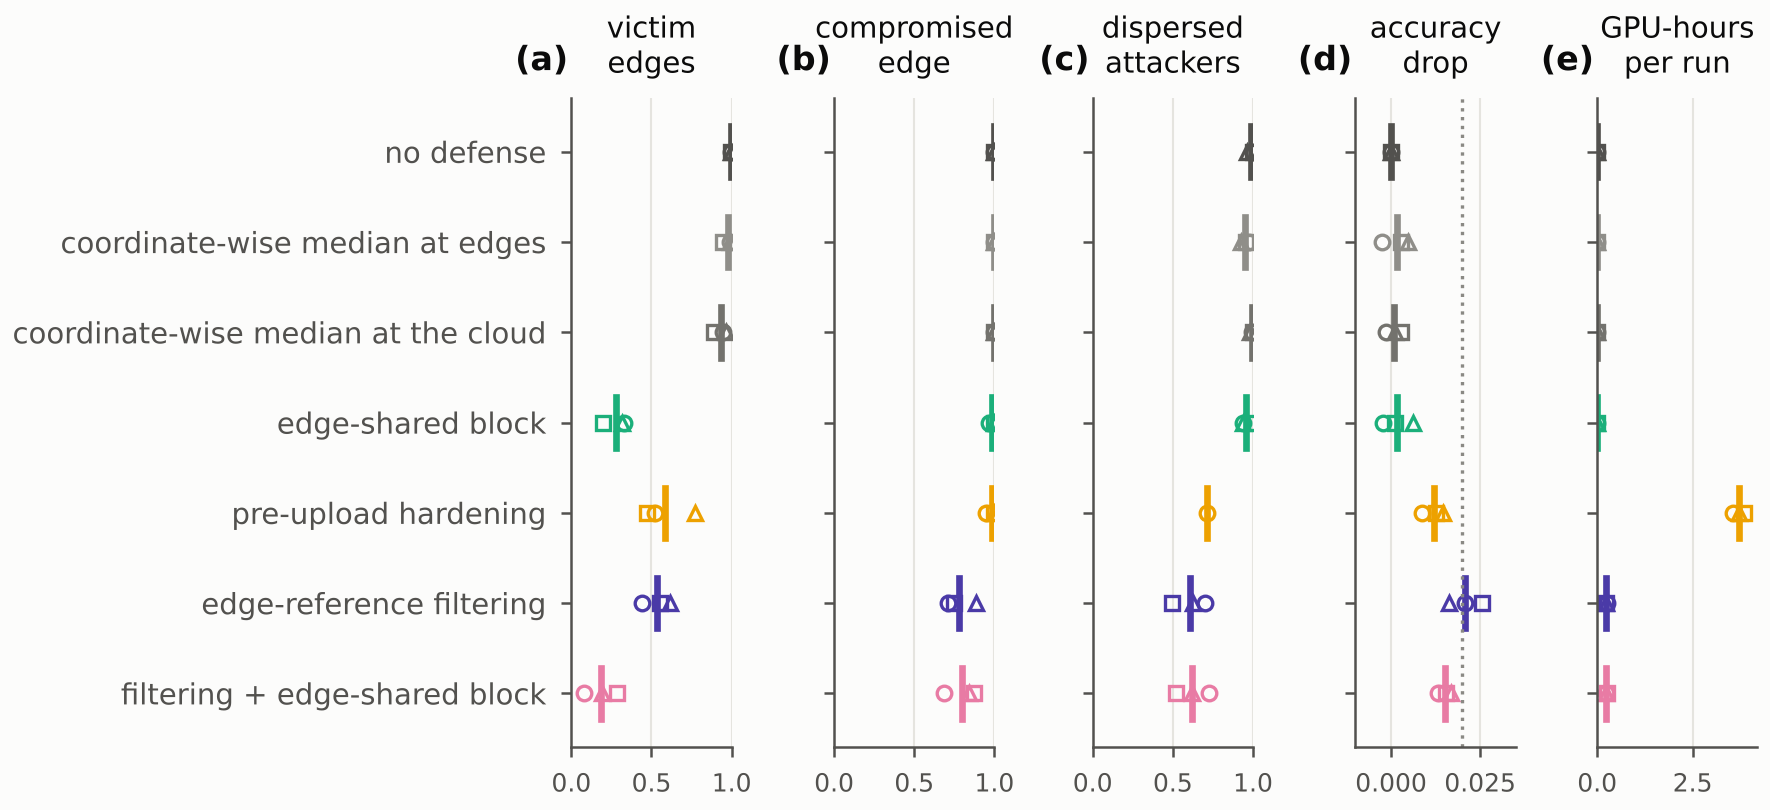 (a) victim edges
(b) compromised edge
(c) dispersed attackers
(d) accuracy drop
(e) GPU-hours per run
no defense
coordinate-wise median at edges
coordinate-wise median at the cloud
edge-shared block
pre-upload hardening
edge-reference filtering
filtering + edge-shared block
0.0 0.5 1.0
0.0 0.5 1.0
0.0 0.5 1.0
0.000 0.025
0.0 2.5